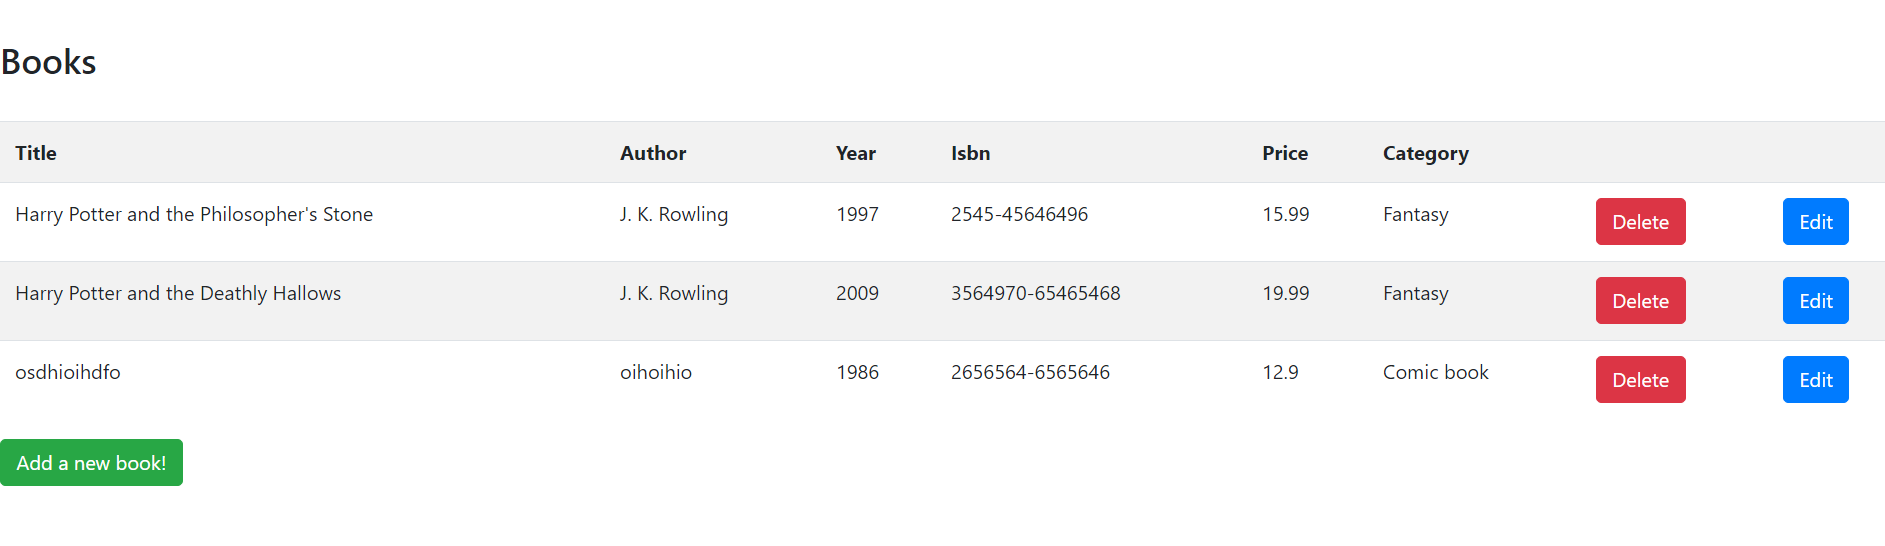 Books
Title Author Year Isbn Price Category
Harry Potter and the Philosopher's Stone J. K. Rowling 1997 2545-45646496 15.99 Fantasy Delete Edit
Harry Potter and the Deathly Hallows J. K. Rowling 2009 3564970-65465468 19.99 Fantasy Delete Edit
osdhioihdfo oihoihio 1986 2656564-6565646 12.9 Comic book Delete Edit
Add a new book!